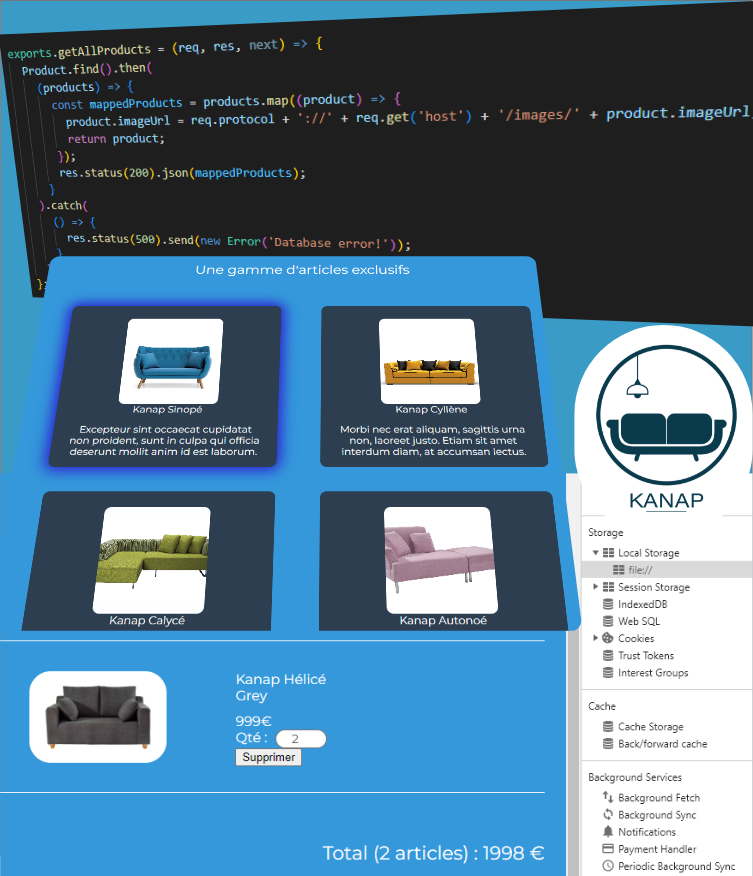 exports.getAllProducts = (req, res, next) => {
Product.find().then(
(products) => {
const mappedProducts = products.map((product) => {
product.imageUrl = req.protocol + '://' + req.get('host') + '/images/' + product.imageUrl
return product;
});
res.status(200).json(mappedProducts);
}
).catch(
() => {
res.status(500).send(new Error('Database error!'));
}
};
Une gamme d'articles exclusifs
Kanap Sinopé
Excepteur sint occaecat cupidatat
non proident, sunt in culpa qui officia
deserunt mollit anim id est laborum.
Kanap Cyllène
Morbi nec erat aliquam, sagittis urna
non, laoreet justo. Etiam sit amet
interdum diam, at accumsan lectus.
Kanap Calycé
Kanap Autonoé
KANAP
Kanap Hélicé
Grey
999€
Qté : 2
Supprimer
Total (2 articles) : 1998 €
Storage
Local Storage
file://
Session Storage
IndexedDB
Web SQL
Cookies
Trust Tokens
Interest Groups
Cache
Cache Storage
Back/forward cache
Background Services
Background Fetch
Background Sync
Notifications
Payment Handler
Periodic Background Sync